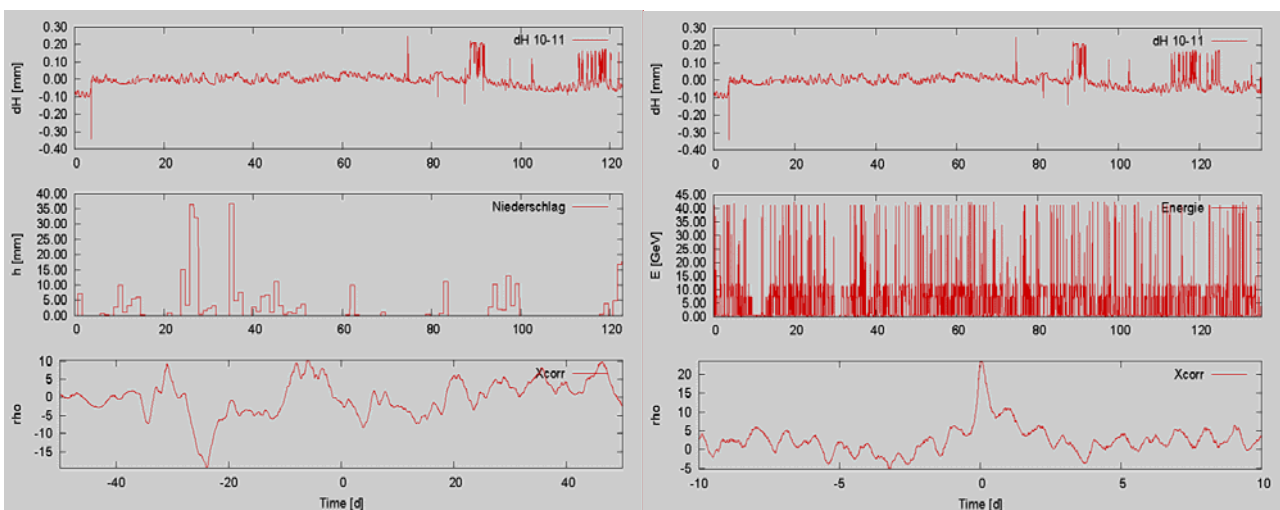 0.30
0.20
0.10
0.00
-0.10
-0.20
-0.30
-0.40
dH [mm]
dH 10-11
0 20 40 60 80 100 120
40.00
35.00
30.00
25.00
20.00
15.00
10.00
5.00
0.00
h [mm]
Niederschlag
0 20 40 60 80 100 120
10
5
0
-5
-10
-15
rho
Xcorr
-40 -20 0 20 40
Time [d]
0.30
0.20
0.10
0.00
-0.10
-0.20
-0.30
-0.40
dH [mm]
dH 10-11
0 20 40 60 80 100 120
45.00
40.00
35.00
30.00
25.00
20.00
15.00
10.00
5.00
0.00
E [GeV]
Energie
0 20 40 60 80 100 120
20
15
10
5
0
-5
rho
Xcorr
-10 -5 0 5 10
Time [d]